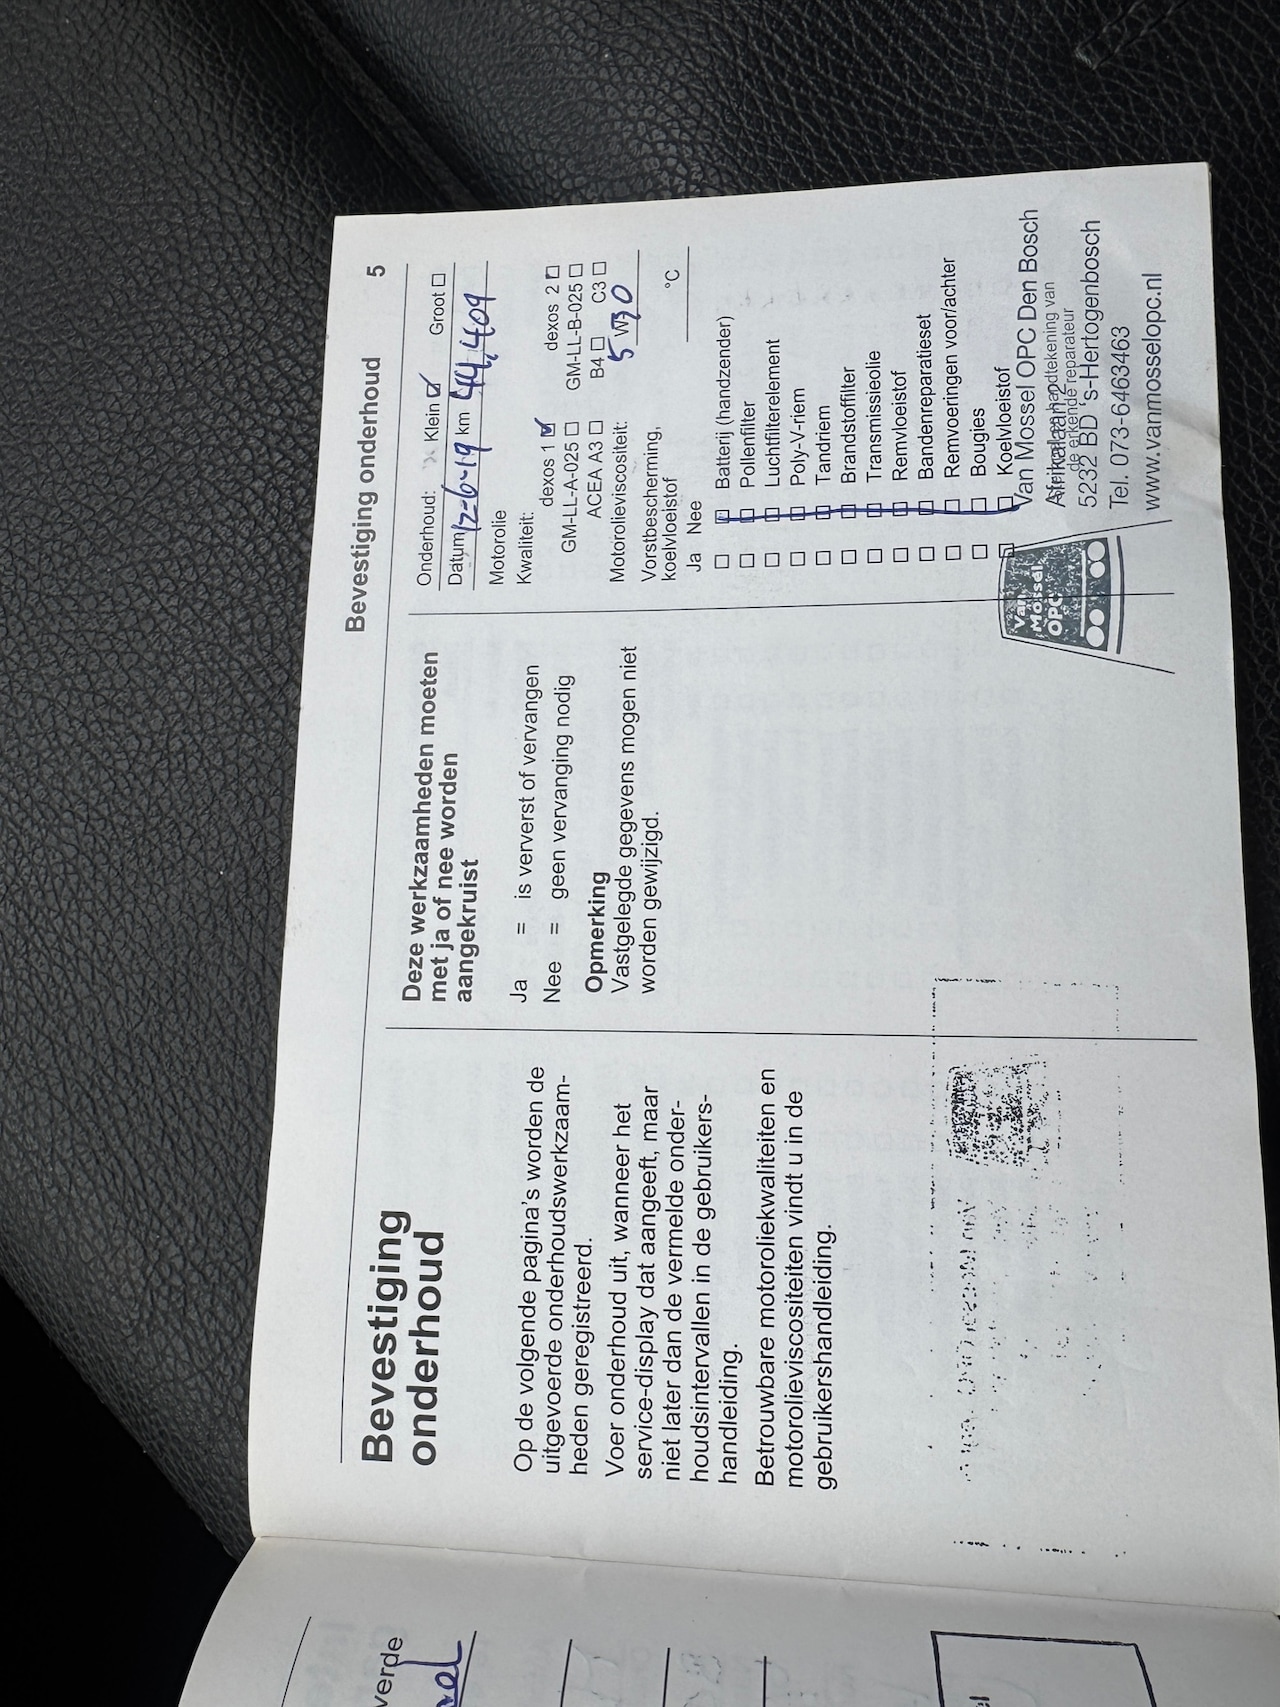 Bevestiging onderhoud 5
Bevestiging
onderhoud
Op de volgende pagina's worden de
uitgevoerde onderhoudswerkzaam-
heden geregistreerd.
Voer onderhoud uit, wanneer het
service-display dat aangeeft, maar
niet later dan de vermelde onder-
houdsintervallen in de gebruikers-
handleiding.
Betrouwbare motoroliekwaliteiten en
motorolieviscositeiten vindt u in de
gebruikershandleiding.
Deze werkzaamheden moeten
met ja of nee worden
aangekruist
Ja = is ververst of vervangen
Nee = geen vervanging nodig
Opmerking
Vastgelegde gegevens mogen niet
worden gewijzigd.
Onderhoud: Klein Groot
Datum 12-6-19 km 44.409
Motorolie
Kwaliteit:
dexos 1 dexos 2
GM-LL-A-025 GM-LL-B-025
ACEA A3 B4 C3
Motorolieviscositeit: 5W30
Vorstbescherming,
koelvloeistof °C
Ja Nee
Batterij (handzender)
Pollenfilter
Luchtfilterelement
Poly-V-riem
Tandriem
Brandstoffilter
Transmissieolie
Remvloeistof
Bandenreparatieset
Remvoeringen voor/achter
Bougies
Koelvloeistof
Van Mossel OPC Den Bosch
Afrikalaan 2
de erkende reparateur
5232 BD 's-Hertogenbosch
Tel. 073-6463463
www.vanmosselopc.nl
Van
Mossel
OPC